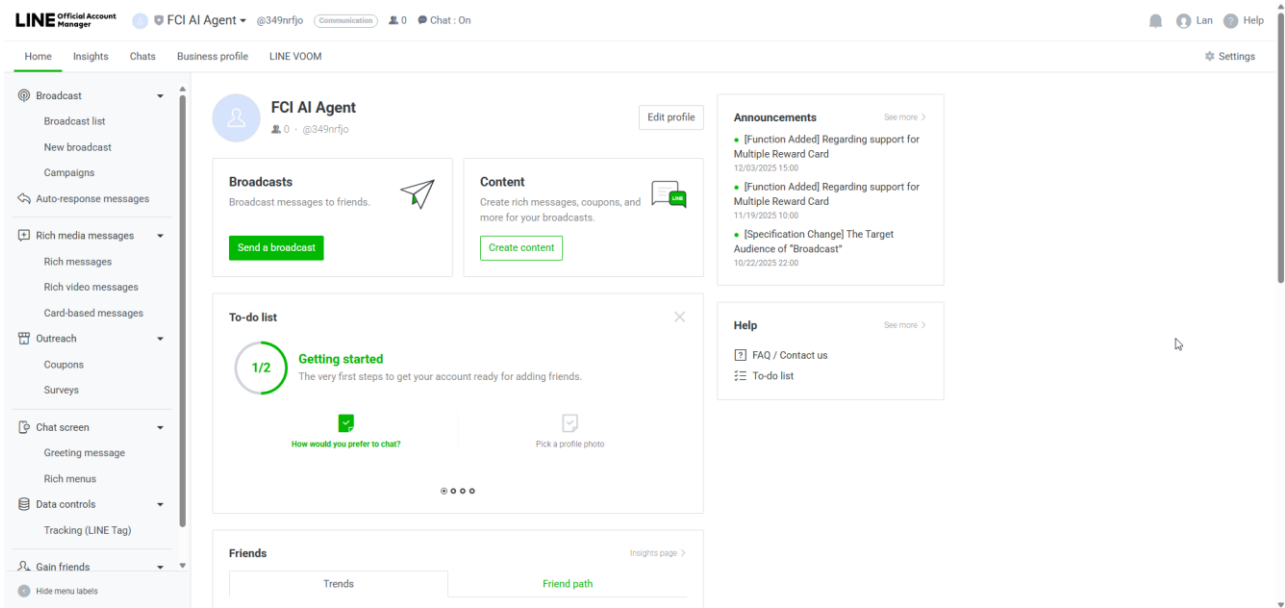 LINE Official Account Manager
FCI AI Agent
@349nrfjo
Communication
0
Chat : On
Lan
Help
Home
Insights
Chats
Business profile
LINE VOOM
Settings
Broadcast
Broadcast list
New broadcast
Campaigns
Auto-response messages
Rich media messages
Rich messages
Rich video messages
Card-based messages
Outreach
Coupons
Surveys
Chat screen
Greeting message
Rich menus
Data controls
Tracking (LINE Tag)
Gain friends
Hide menu labels
FCI AI Agent
0 · @349nrfjo
Edit profile
Broadcasts
Broadcast messages to friends.
Send a broadcast
Content
Create rich messages, coupons, and
more for your broadcasts.
LINE
Create content
To-do list
1/2
Getting started
The very first steps to get your account ready for adding friends.
How would you prefer to chat?
Pick a profile photo
Friends
Insights page
Trends
Friend path
Announcements
See more
[Function Added] Regarding support for
Multiple Reward Card
12/03/2025 15:00
[Function Added] Regarding support for
Multiple Reward Card
11/19/2025 10:00
[Specification Change] The Target
Audience of "Broadcast"
10/22/2025 22:00
Help
See more
FAQ / Contact us
To-do list